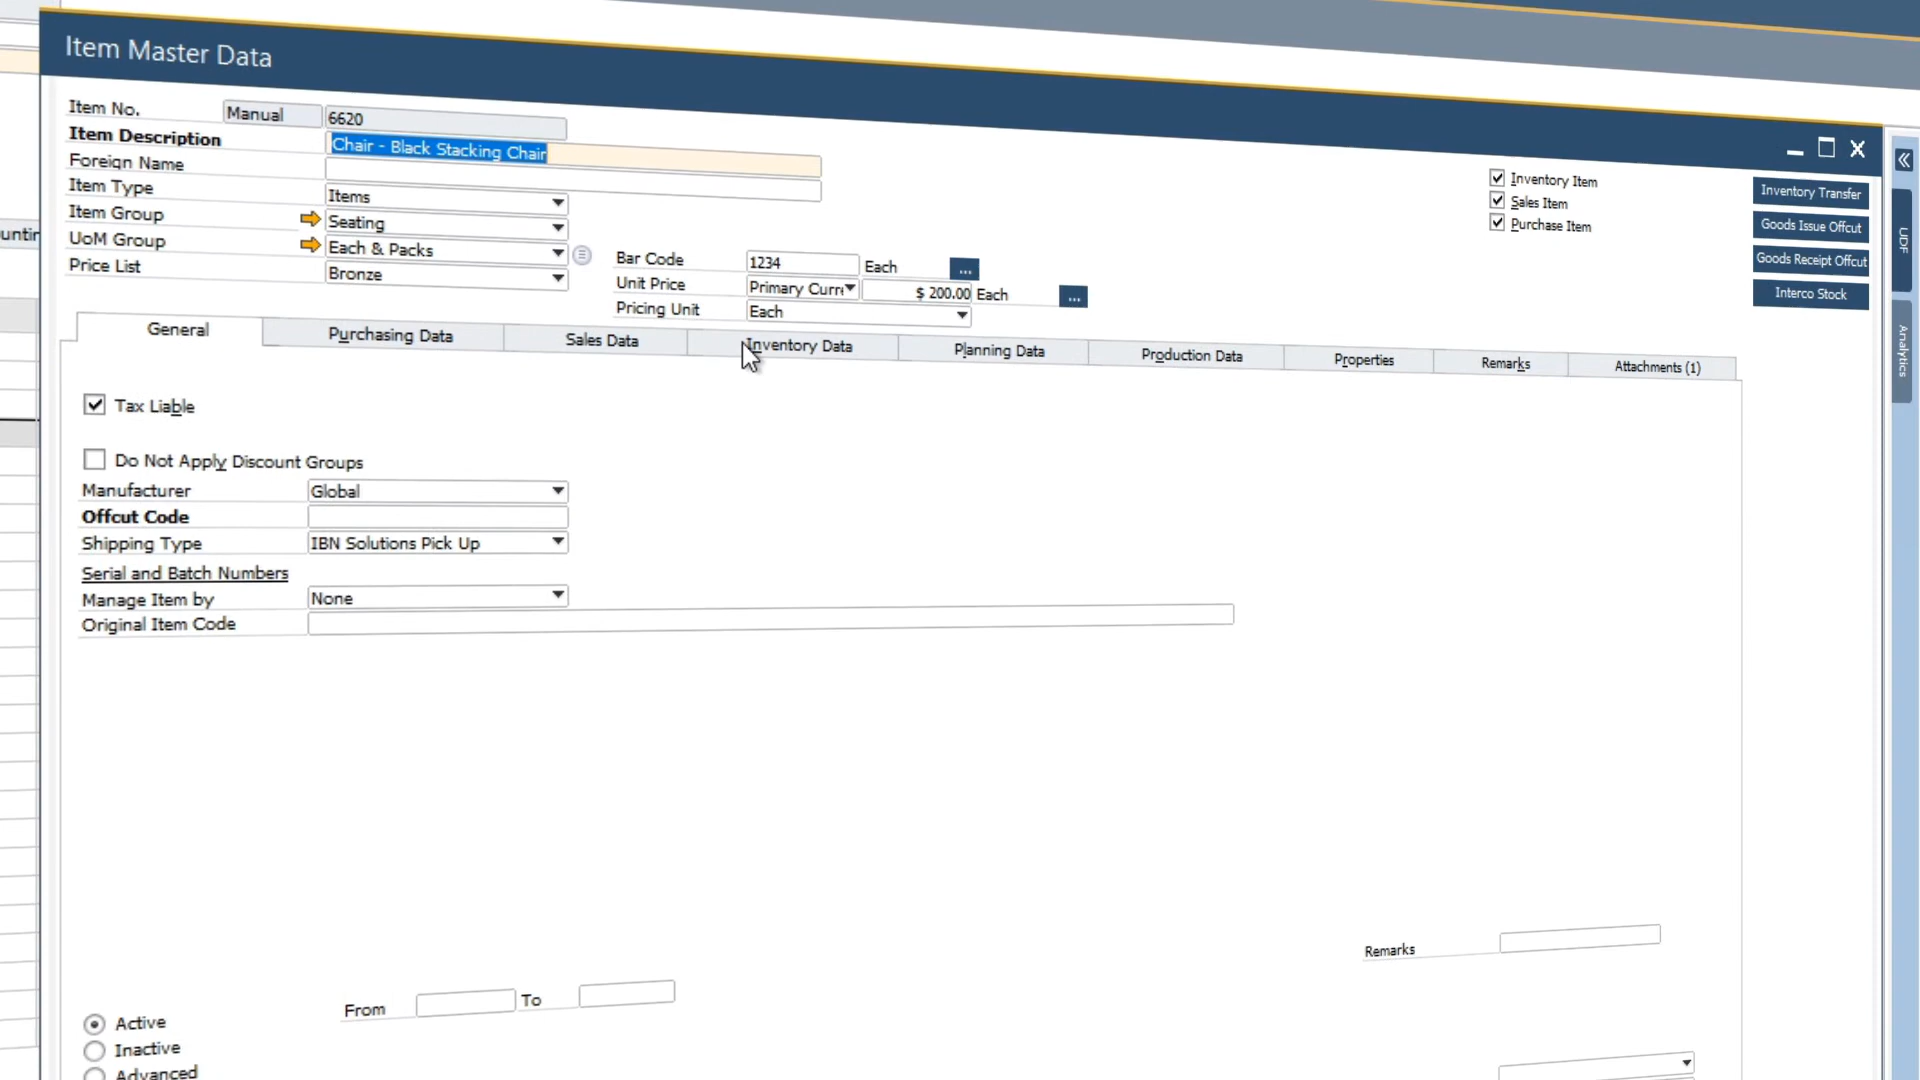 Item Master Data
Item No. Manual 6620
Item Description Chair - Black Stacking Chair
Foreign Name
Item Type Items
Item Group Seating
UoM Group Each & Packs
Price List Bronze
Bar Code 1234 Each ...
Unit Price Primary Curr $ 200.00 Each ...
Pricing Unit Each
Inventory Item
Sales Item
Purchase Item
Inventory Transfer
Goods Issue Offcut
Goods Receipt Offcut
Interco Stock
UDF
Analytics
General Purchasing Data Sales Data Inventory Data Planning Data Production Data Properties Remarks Attachments (1)
Tax Liable
Do Not Apply Discount Groups
Manufacturer Global
Offcut Code
Shipping Type IBN Solutions Pick Up
Serial and Batch Numbers
Manage Item by None
Original Item Code
Remarks
From To
Active
Inactive
Advanced